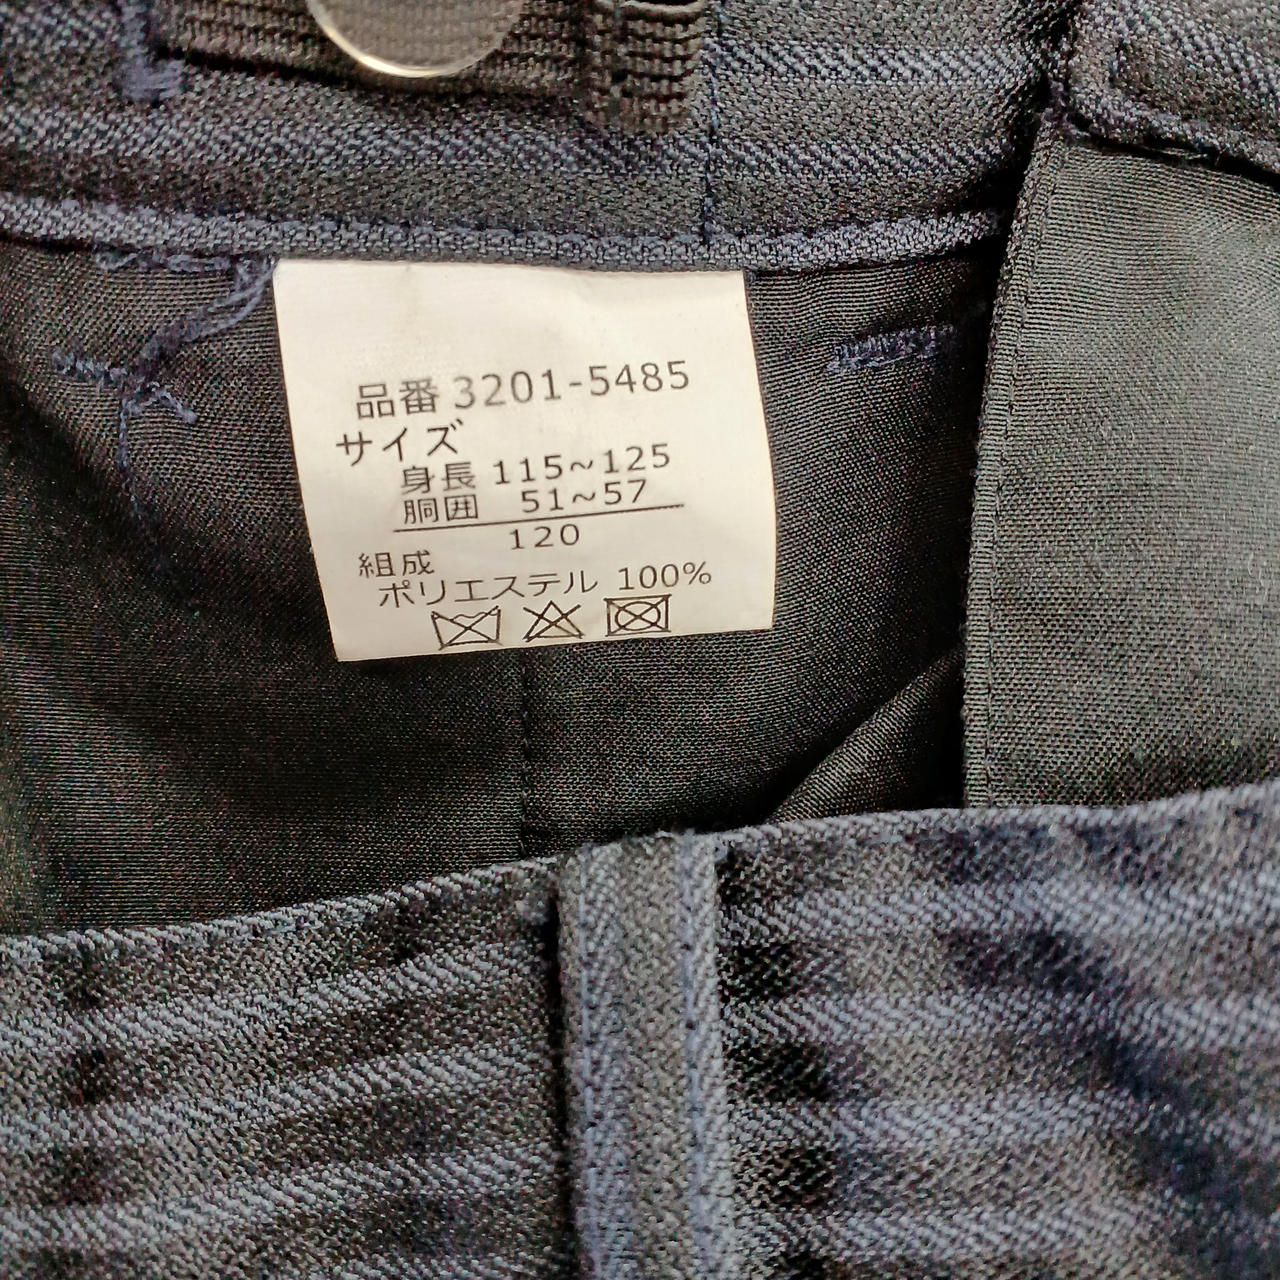 品番 3201-5485
サイズ
身長 115~125
胴囲 51~57
120
組成
ポリエステル 100%